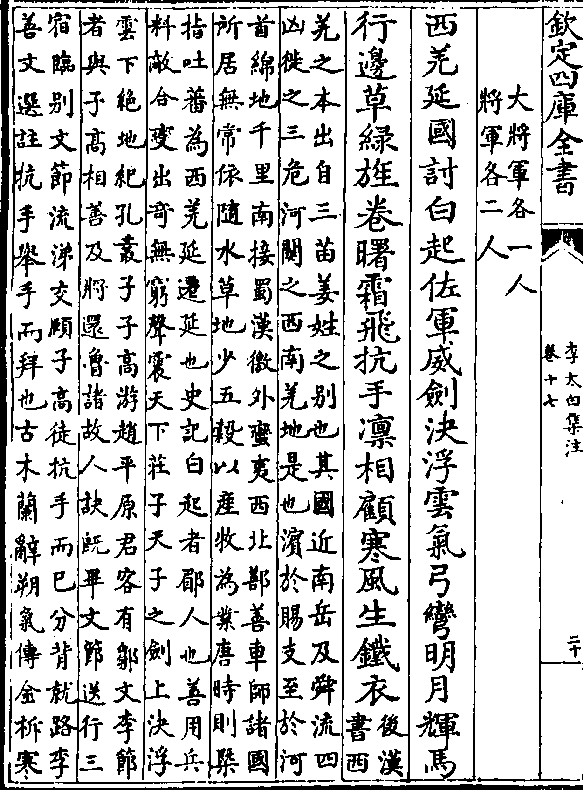 欽定四庫全書
李太白集注
卷十七
二十
大將軍各一人
將軍各二人
西羌延國討白起佐軍威劍決浮雲氣弓彎明月輝馬
行邊草綠旌卷曙霜飛抗手凜相顧寒風生鐵衣
後漢
書西
羌之本出自三苗姜姓之别也其國近南岳及舜流四
凶徙之三危河關之西南羌地是也濱於賜支至於河
首綿地千里南接蜀漢徼外蠻夷西北鄯善車師諸國
所居無常依隨水草地少五穀以產牧為業唐時則槩
指吐蕃為西羌延遷延也史記白起者郿人也善用兵
料敵合變出奇無窮聲震天下莊子天子之劍上決浮
雲下絶地紀孔叢子子高游趙平原君客有鄒文李節
者與子高相善及將還魯諸故人訣既畢文節送行三
宿臨别文節流涕交頤子高徒抗手而已分背就路李
善文選註抗手舉手而拜也古木蘭辭朔氣傳金柝寒